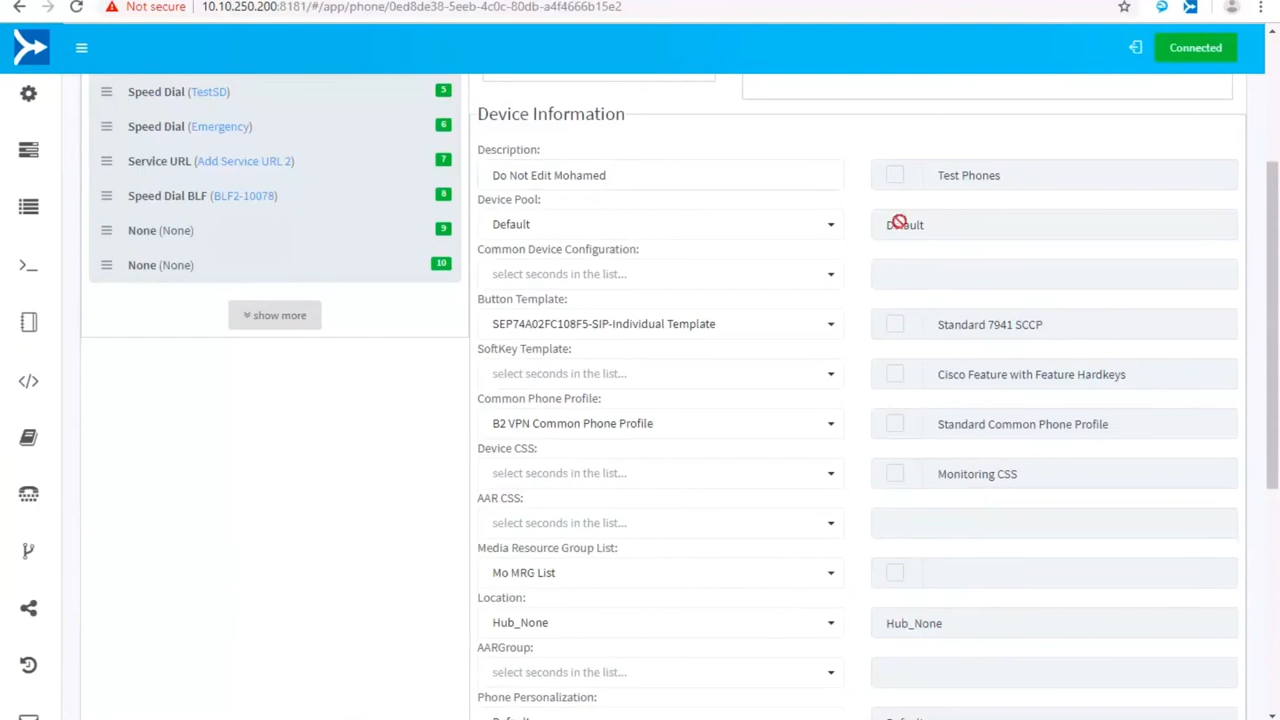 Not secure 10.10.250.200:8181/#/app/phone/0ed8de38-5eeb-4c0c-80db-a4f4666b15e2
Connected
Speed Dial (TestSD) 5
Speed Dial (Emergency) 6
Service URL (Add Service URL 2) 7
Speed Dial BLF (BLF2-10078) 8
None (None) 9
None (None) 10
show more
Device Information
Description:
Do Not Edit Mohamed Test Phones
Device Pool:
Default Default
Common Device Configuration:
select seconds in the list...
Button Template:
SEP74A02FC108F5-SIP-Individual Template Standard 7941 SCCP
SoftKey Template:
select seconds in the list... Cisco Feature with Feature Hardkeys
Common Phone Profile:
B2 VPN Common Phone Profile Standard Common Phone Profile
Device CSS:
select seconds in the list... Monitoring CSS
AAR CSS:
select seconds in the list...
Media Resource Group List:
Mo MRG List
Location:
Hub_None Hub_None
AARGroup:
select seconds in the list...
Phone Personalization: